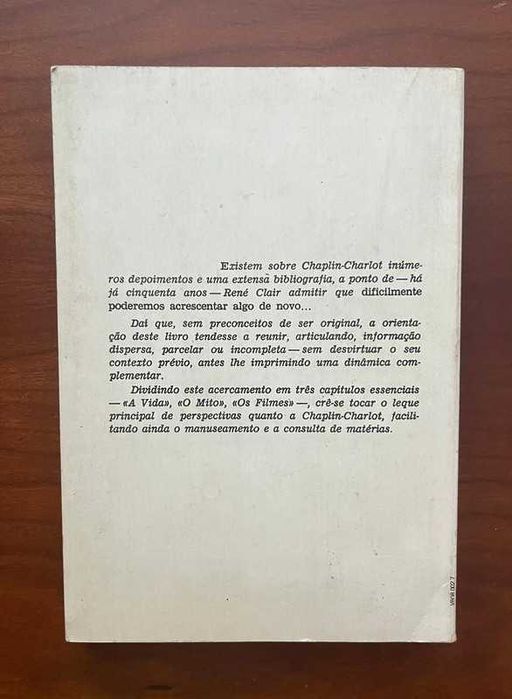 Existem sobre Chaplin-Charlot inúme-
ros depoimentos e uma extensa bibliografia, a ponto de — há
já cinquenta anos — René Clair admitir que dificilmente
poderemos acrescentar algo de novo...
Daí que, sem preconceitos de ser original, a orienta-
ção deste livro tendesse a reunir, articulando, informação
dispersa, parcelar ou incompleta — sem desvirtuar o seu
contexto prévio, antes lhe imprimindo uma dinâmica com-
plementar.
Dividindo este acercamento em três capítulos essenciais
— «A Vida», «O Mito», «Os Filmes» —, crê-se tocar o leque
principal de perspectivas quanto a Chaplin-Charlot, facili-
tando ainda o manuseamento e a consulta de matérias.